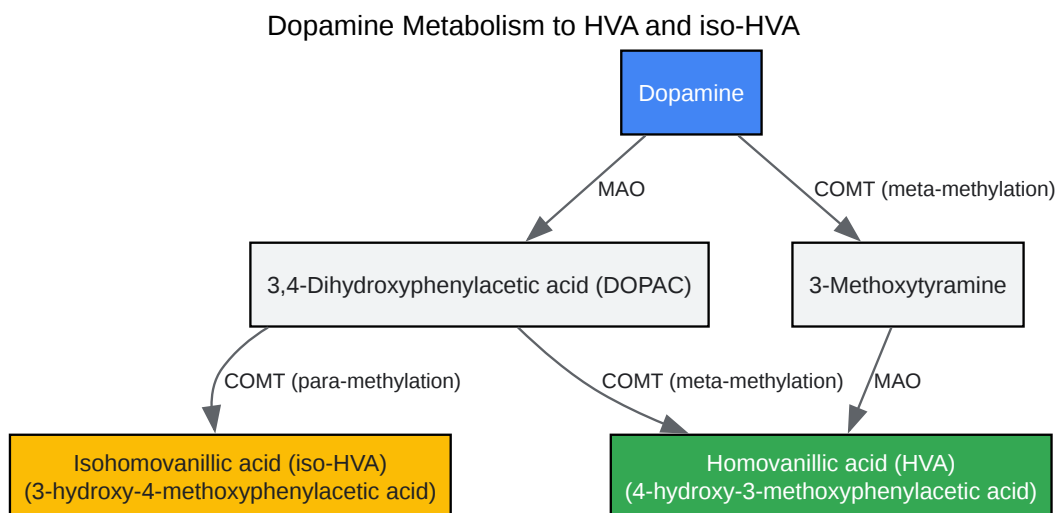 Dopamine Metabolism to HVA and iso-HVA
Dopamine
MAO
COMT (meta-methylation)
3,4-Dihydroxyphenylacetic acid (DOPAC)
3-Methoxytyramine
COMT (para-methylation)
COMT (meta-methylation)
MAO
Isohomovanillic acid (iso-HVA)
(3-hydroxy-4-methoxyphenylacetic acid)
Homovanillic acid (HVA)
(4-hydroxy-3-methoxyphenylacetic acid)